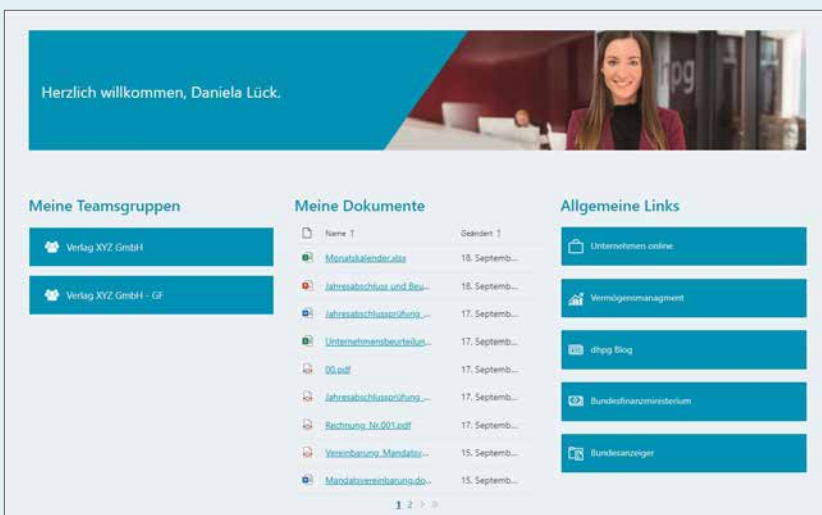 Herzlich willkommen, Daniela Lück.
hpg
Meine Teamsgruppen
Verlag XYZ GmbH
Verlag XYZ GmbH - GF
Meine Dokumente
Name ↑ Geändert ↑
Monatskalender.xlsx 18. Septemb...
Jahresabschluss und Beu... 18. Septemb...
Jahresabschlussprüfung_... 17. Septemb...
Unternehmensbeurteilun... 17. Septemb...
00.pdf 17. Septemb...
Jahresabschlussprüfung_... 17. Septemb...
Rechnung_Nr.001.pdf 17. Septemb...
Vereinbarung_Mandatsv... 15. Septemb...
Mandatsvereinbarung.do... 15. Septemb...
1 2 > »
Allgemeine Links
Unternehmen online
Vermögensmanagment
dhpg Blog
Bundesfinanzministerium
Bundesanzeiger